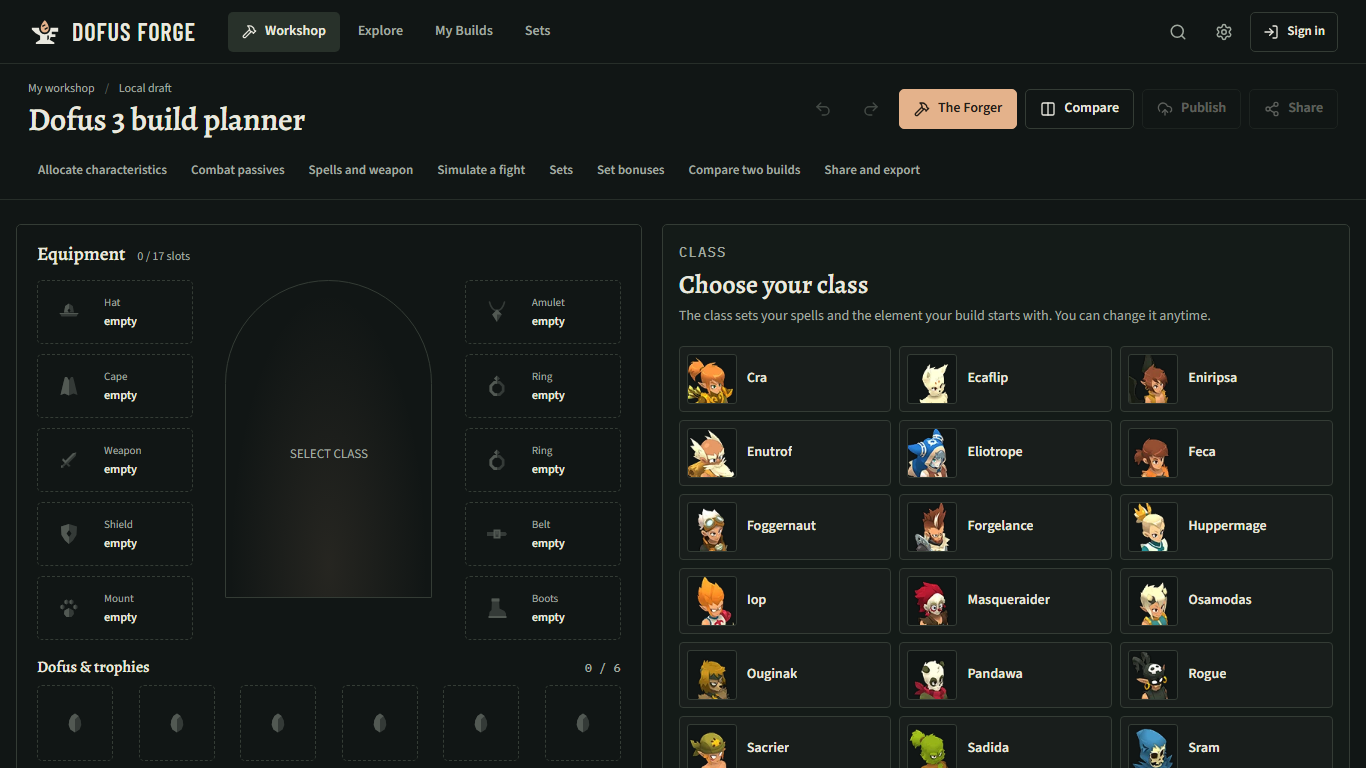 DOFUS FORGE
Workshop
Explore
My Builds
Sets
Sign in
My workshop / Local draft
Dofus 3 build planner
The Forger
Compare
Publish
Share
Allocate characteristics
Combat passives
Spells and weapon
Simulate a fight
Sets
Set bonuses
Compare two builds
Share and export
Equipment 0 / 17 slots
Hat
empty
Cape
empty
Weapon
empty
Shield
empty
Mount
empty
SELECT CLASS
Amulet
empty
Ring
empty
Ring
empty
Belt
empty
Boots
empty
Dofus & trophies 0 / 6
CLASS
Choose your class
The class sets your spells and the element your build starts with. You can change it anytime.
Cra
Ecaflip
Eniripsa
Enutrof
Eliotrope
Feca
Foggernaut
Forgelance
Huppermage
Iop
Masqueraider
Osamodas
Ouginak
Pandawa
Rogue
Sacrier
Sadida
Sram